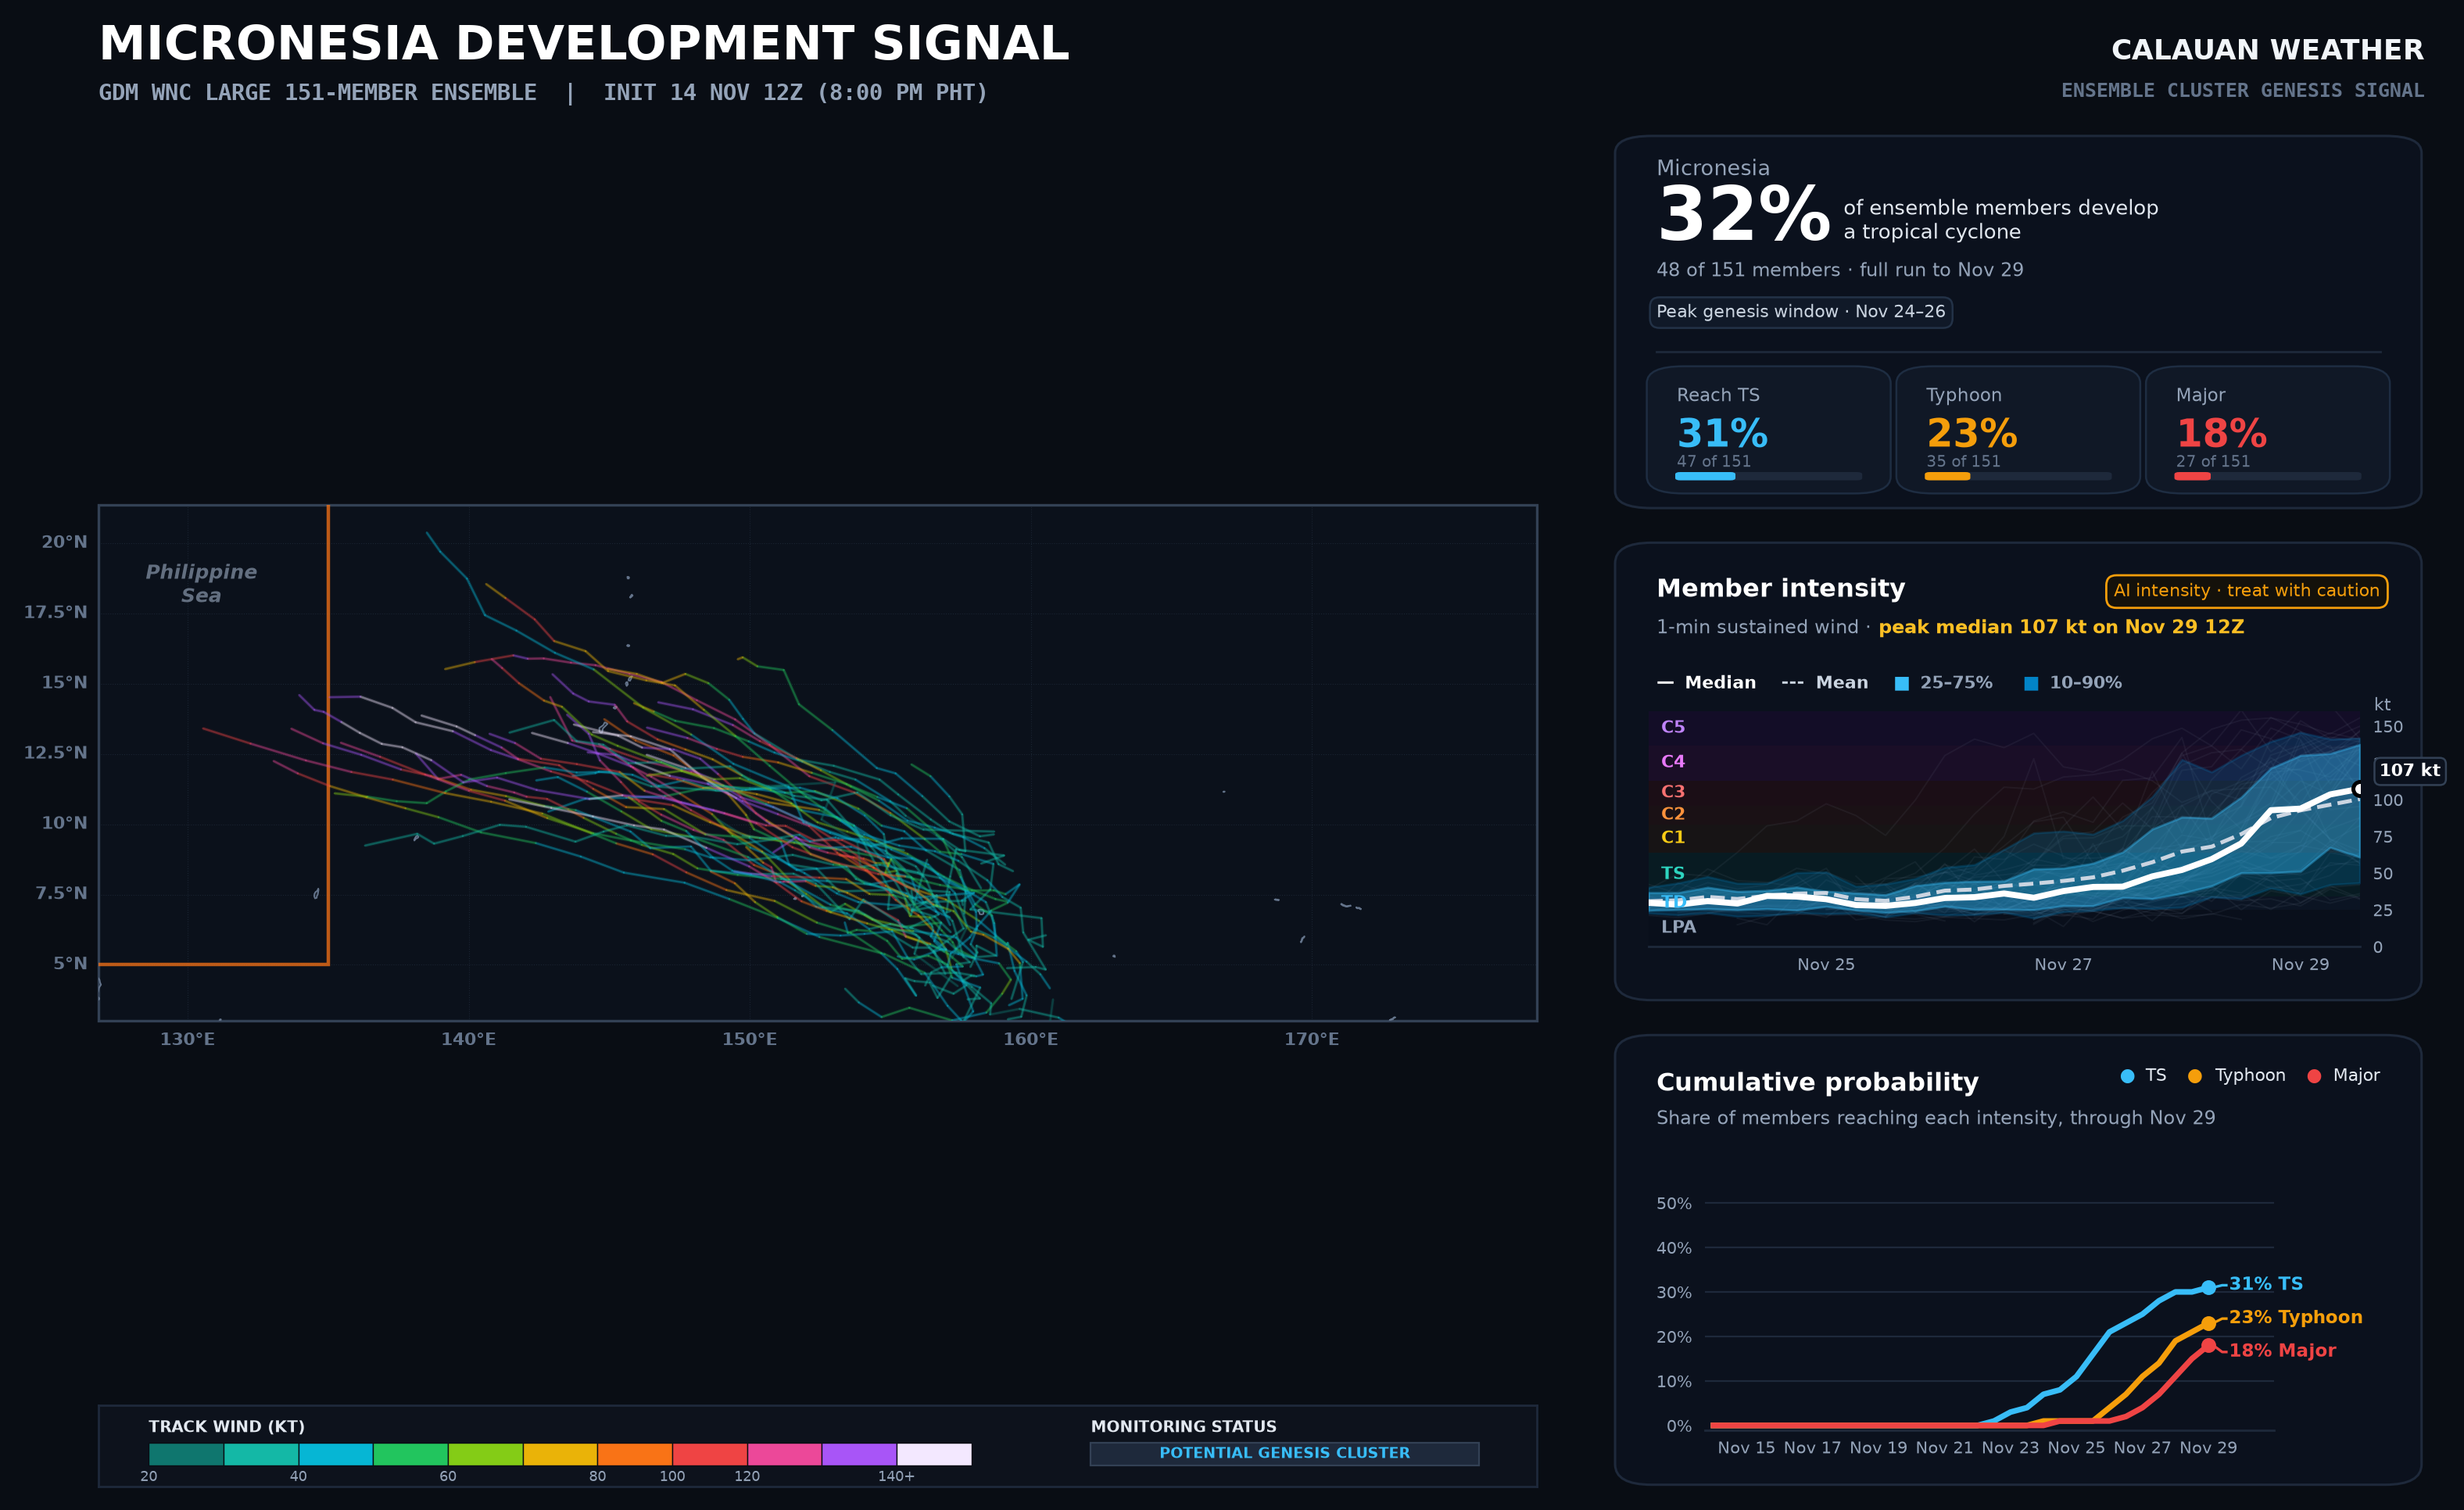 MICRONESIA DEVELOPMENT SIGNAL
GDM WNC LARGE 151-MEMBER ENSEMBLE | INIT 14 NOV 12Z (8:00 PM PHT)
CALAUAN WEATHER
ENSEMBLE CLUSTER GENESIS SIGNAL
Philippine
Sea
20°N
17.5°N
15°N
12.5°N
10°N
7.5°N
5°N
130°E 140°E 150°E 160°E 170°E
TRACK WIND (KT)
20 40 60 80 100 120 140+
MONITORING STATUS
POTENTIAL GENESIS CLUSTER
Micronesia
32% of ensemble members develop
a tropical cyclone
48 of 151 members · full run to Nov 29
Peak genesis window · Nov 24–26
Reach TS
31%
47 of 151
Typhoon
23%
35 of 151
Major
18%
27 of 151
Member intensity
AI intensity · treat with caution
1-min sustained wind · peak median 107 kt on Nov 29 12Z
Median Mean 25–75% 10–90%
kt
C5
C4
C3
C2
C1
TS
TD
LPA
150
107 kt
100
75
50
25
0
Nov 25 Nov 27 Nov 29
Cumulative probability
TS Typhoon Major
Share of members reaching each intensity, through Nov 29
50%
40%
30%
20%
10%
0%
31% TS
23% Typhoon
18% Major
Nov 15 Nov 17 Nov 19 Nov 21 Nov 23 Nov 25 Nov 27 Nov 29